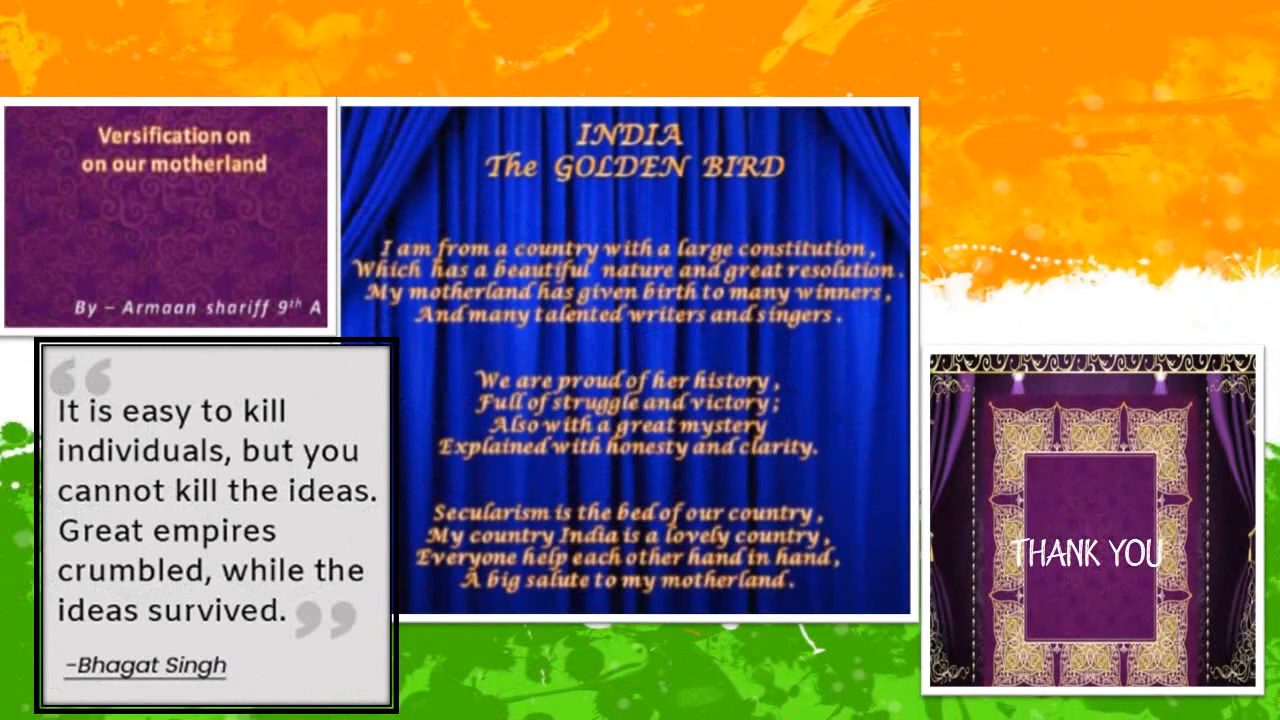 Versification on
on our motherland
By – Armaan shariff 9th A
INDIA
The GOLDEN BIRD
I am from a country with a large constitution,
Which has a beautiful nature and great resolution.
My motherland has given birth to many winners,
And many talented writers and singers.
We are proud of her history,
Full of struggle and victory;
Also with a great mystery
Explained with honesty and clarity.
Secularism is the bed of our country,
My country India is a lovely country,
Everyone help each other hand in hand,
A big salute to my motherland.
“
It is easy to kill
individuals, but you
cannot kill the ideas.
Great empires
crumbled, while the
ideas survived. ”
-Bhagat Singh
THANK YOU